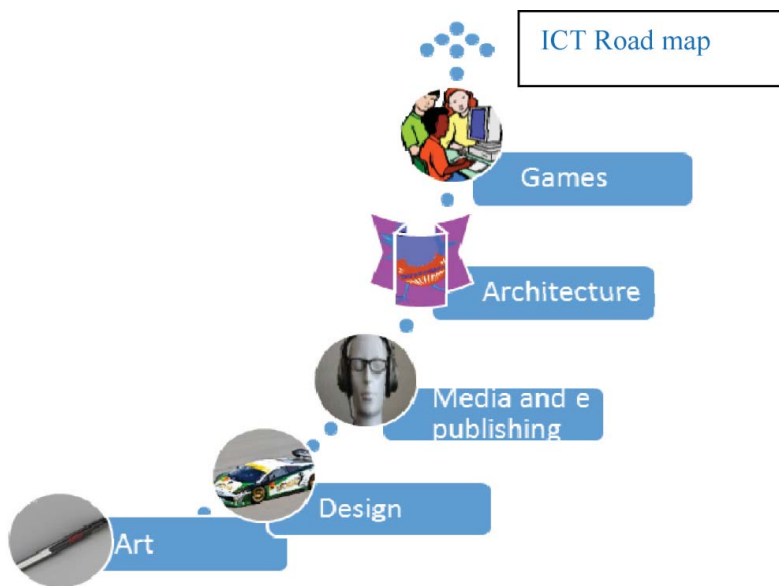 ICT Road map
Games
Architecture
Media and e
publishing
Design
Art